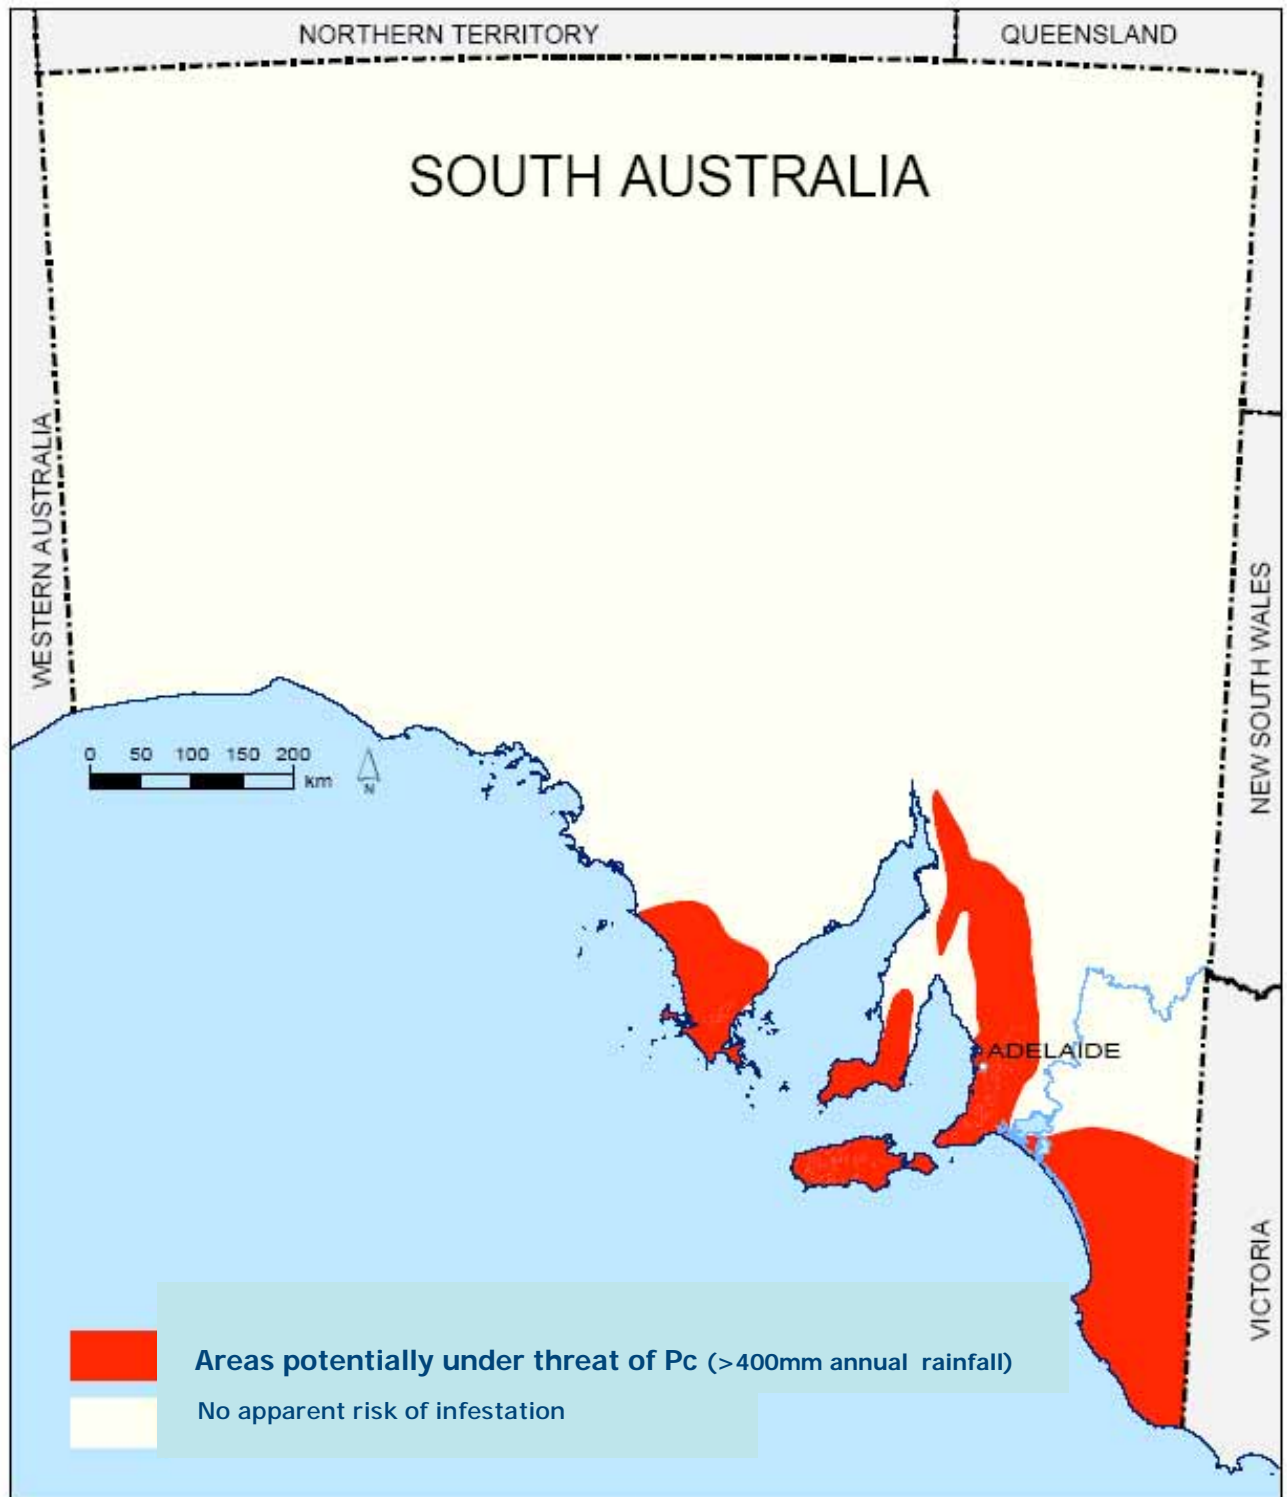 NORTHERN TERRITORY
QUEENSLAND
SOUTH AUSTRALIA
WESTERN AUSTRALIA
NEW SOUTH WALES
0 50 100 150 200
km
N
ADELAIDE
VICTORIA
Areas potentially under threat of Pc (>400mm annual rainfall)
No apparent risk of infestation